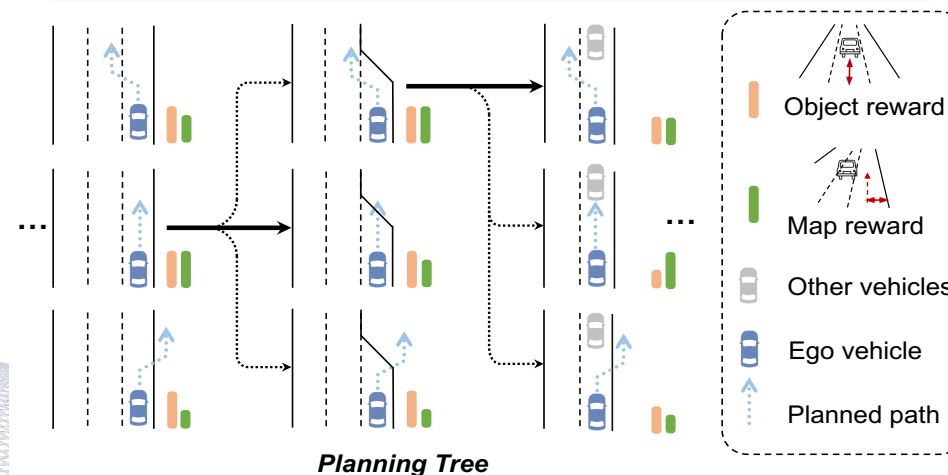 ...
...
Object reward
Map reward
Other vehicles
Ego vehicle
Planned path
Planning Tree